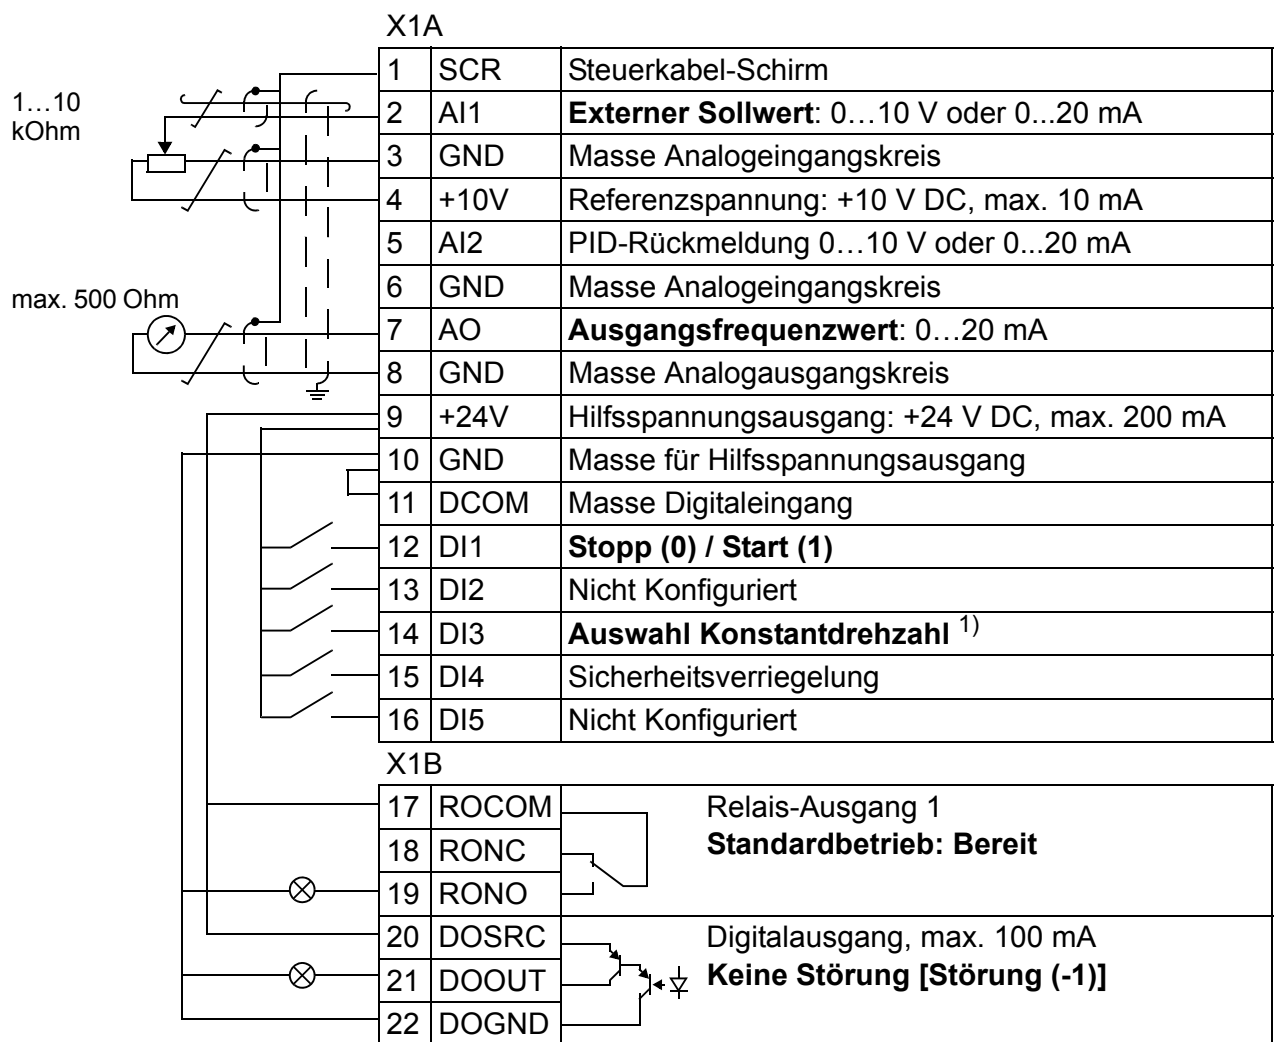 X1A
1…10
kOhm
1 SCR Steuerkabel-Schirm
2 AI1 Externer Sollwert: 0…10 V oder 0...20 mA
3 GND Masse Analogeingangskreis
4 +10V Referenzspannung: +10 V DC, max. 10 mA
5 AI2 PID-Rückmeldung 0…10 V oder 0...20 mA
6 GND Masse Analogeingangskreis
max. 500 Ohm
7 AO Ausgangsfrequenzwert: 0…20 mA
8 GND Masse Analogausgangskreis
9 +24V Hilfsspannungsausgang: +24 V DC, max. 200 mA
10 GND Masse für Hilfsspannungsausgang
11 DCOM Masse Digitaleingang
12 DI1 Stopp (0) / Start (1)
13 DI2 Nicht Konfiguriert
14 DI3 Auswahl Konstantdrehzahl 1)
15 DI4 Sicherheitsverriegelung
16 DI5 Nicht Konfiguriert
X1B
17 ROCOM Relais-Ausgang 1
18 RONC Standardbetrieb: Bereit
19 RONO
20 DOSRC Digitalausgang, max. 100 mA
21 DOOUT Keine Störung [Störung (-1)]
22 DOGND